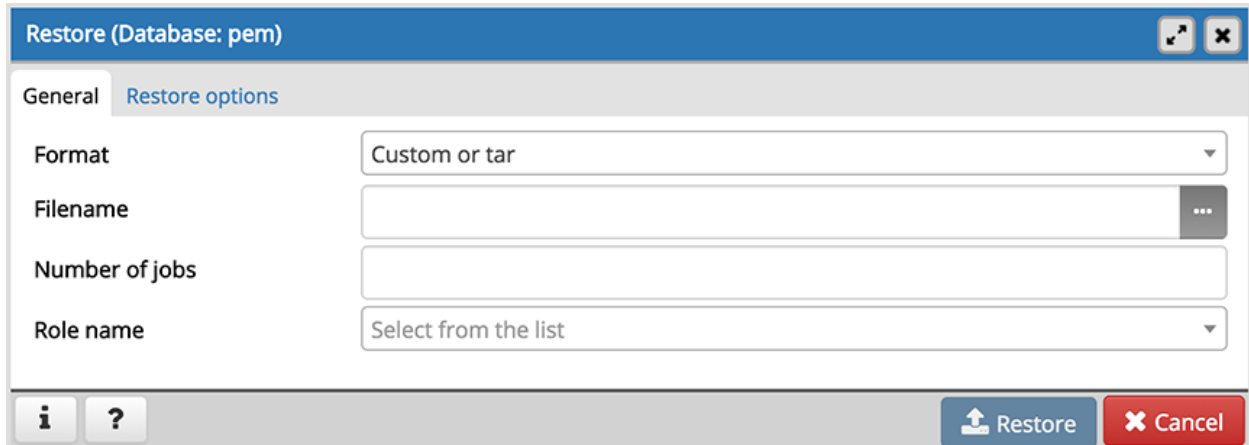 Restore (Database: pem)
General Restore options
Format Custom or tar
Filename ...
Number of jobs
Role name Select from the list
i ? Restore Cancel